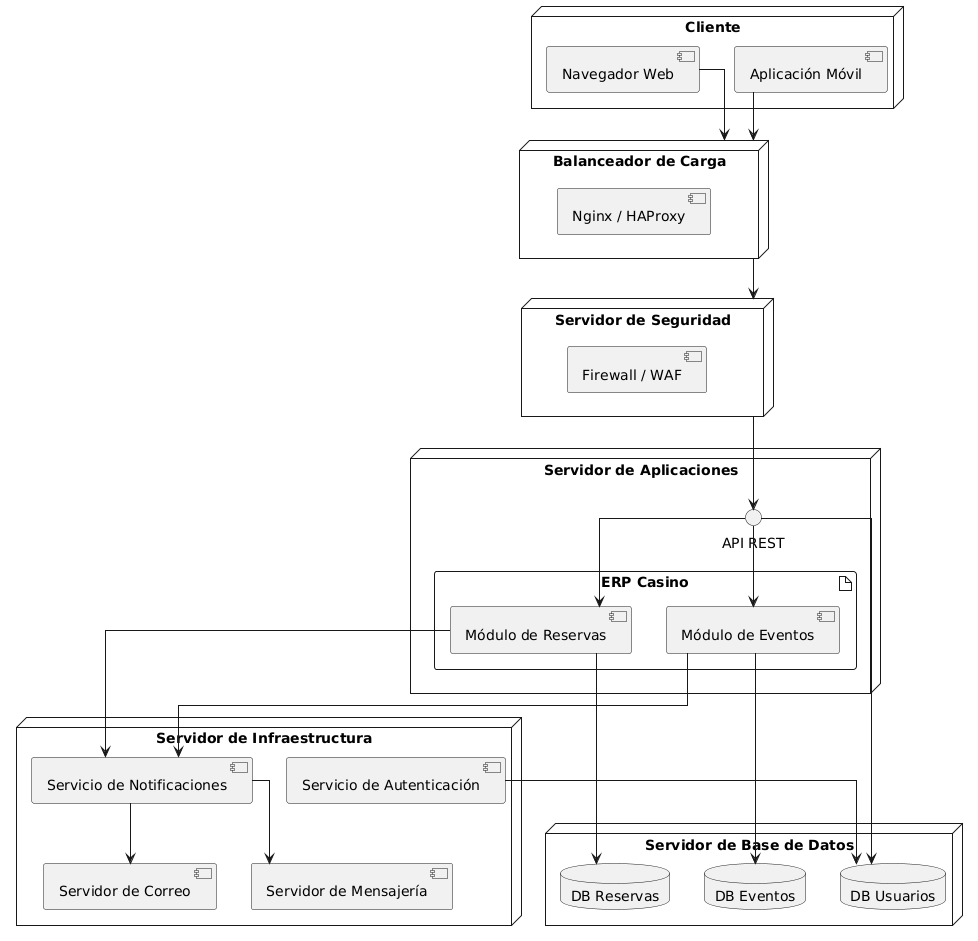 Cliente
Navegador Web
Aplicación Móvil
Balanceador de Carga
Nginx / HAProxy
Servidor de Seguridad
Firewall / WAF
Servidor de Aplicaciones
API REST
ERP Casino
Módulo de Reservas
Módulo de Eventos
Servidor de Infraestructura
Servicio de Notificaciones
Servicio de Autenticación
Servidor de Correo
Servidor de Mensajería
Servidor de Base de Datos
DB Reservas
DB Eventos
DB Usuarios